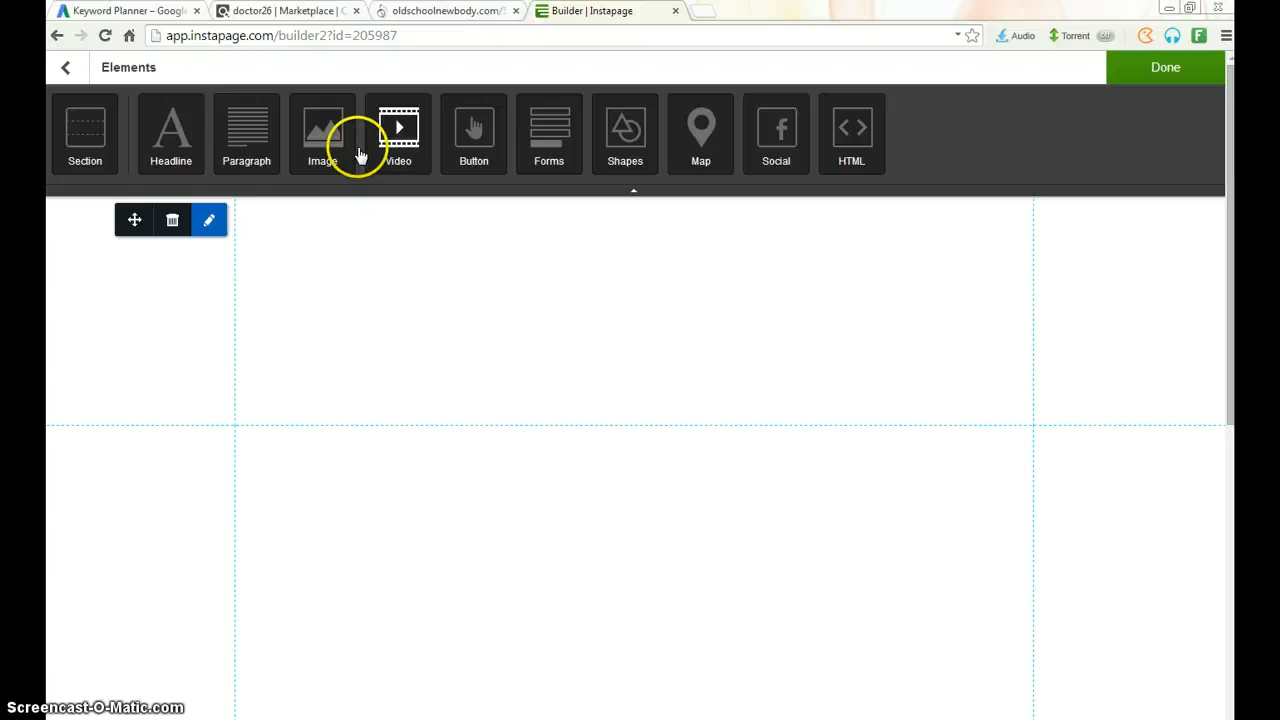 Keyword Planner – Google
doctor26 | Marketplace | C
oldschoolnewbody.com/
Builder | Instapage
app.instapage.com/builder2?id=205987
Audio
Torrent
Elements
Done
Section
Headline
Paragraph
Image
Video
Button
Forms
Shapes
Map
Social
HTML
Screencast-O-Matic.com